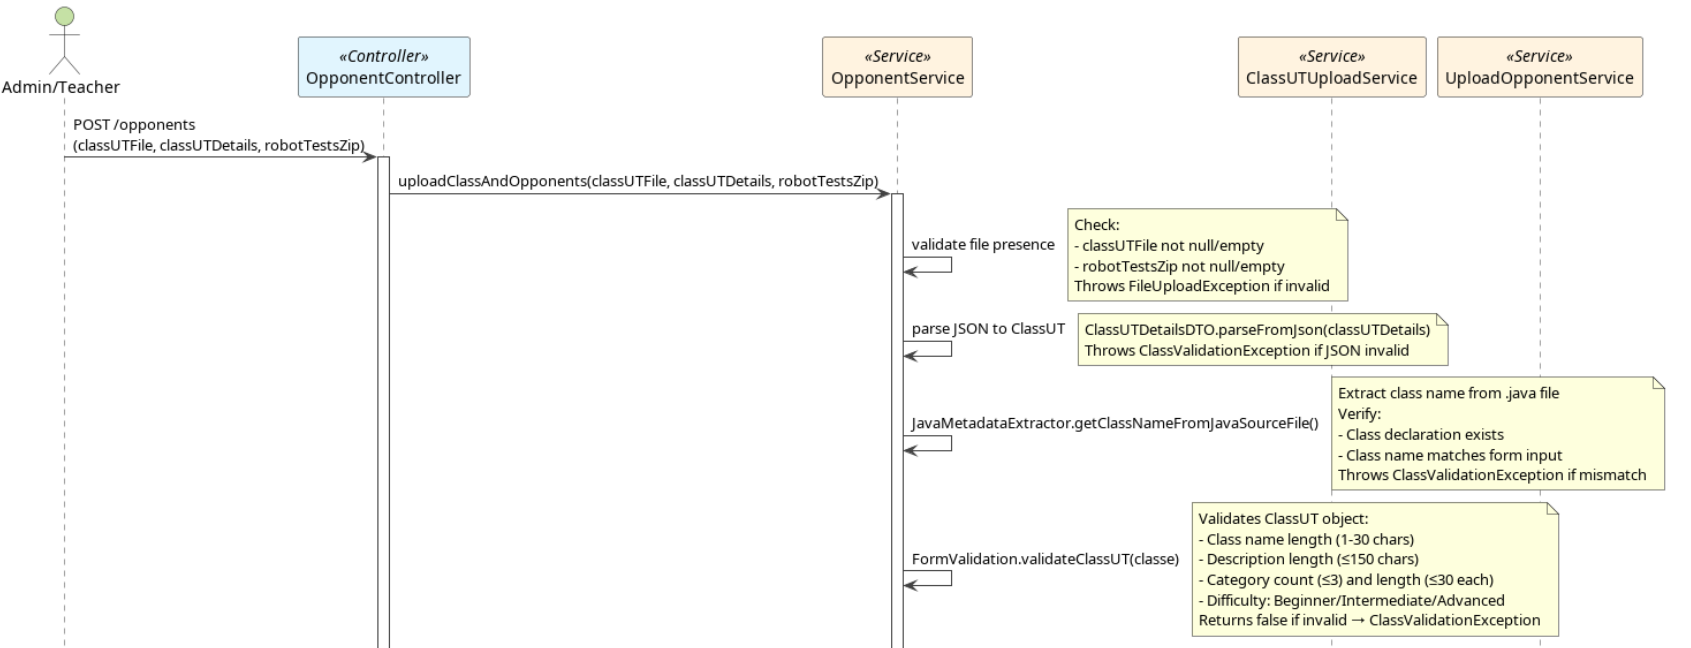 «Controller»
OpponentController
«Service»
OpponentService
«Service»
ClassUTUploadService
«Service»
UploadOpponentService
Admin/Teacher
POST /opponents
(classUTFile, classUTDetails, robotTestsZip)
uploadClassAndOpponents(classUTFile, classUTDetails, robotTestsZip)
validate file presence
Check:
- classUTFile not null/empty
- robotTestsZip not null/empty
Throws FileUploadException if invalid
parse JSON to ClassUT
ClassUTDetailsDTO.parseFromJson(classUTDetails)
Throws ClassValidationException if JSON invalid
JavaMetadataExtractor.getClassNameFromJavaSourceFile()
Extract class name from .java file
Verify:
- Class declaration exists
- Class name matches form input
Throws ClassValidationException if mismatch
FormValidation.validateClassUT(classe)
Validates ClassUT object:
- Class name length (1-30 chars)
- Description length (≤150 chars)
- Category count (≤3) and length (≤30 each)
- Difficulty: Beginner/Intermediate/Advanced
Returns false if invalid → ClassValidationException